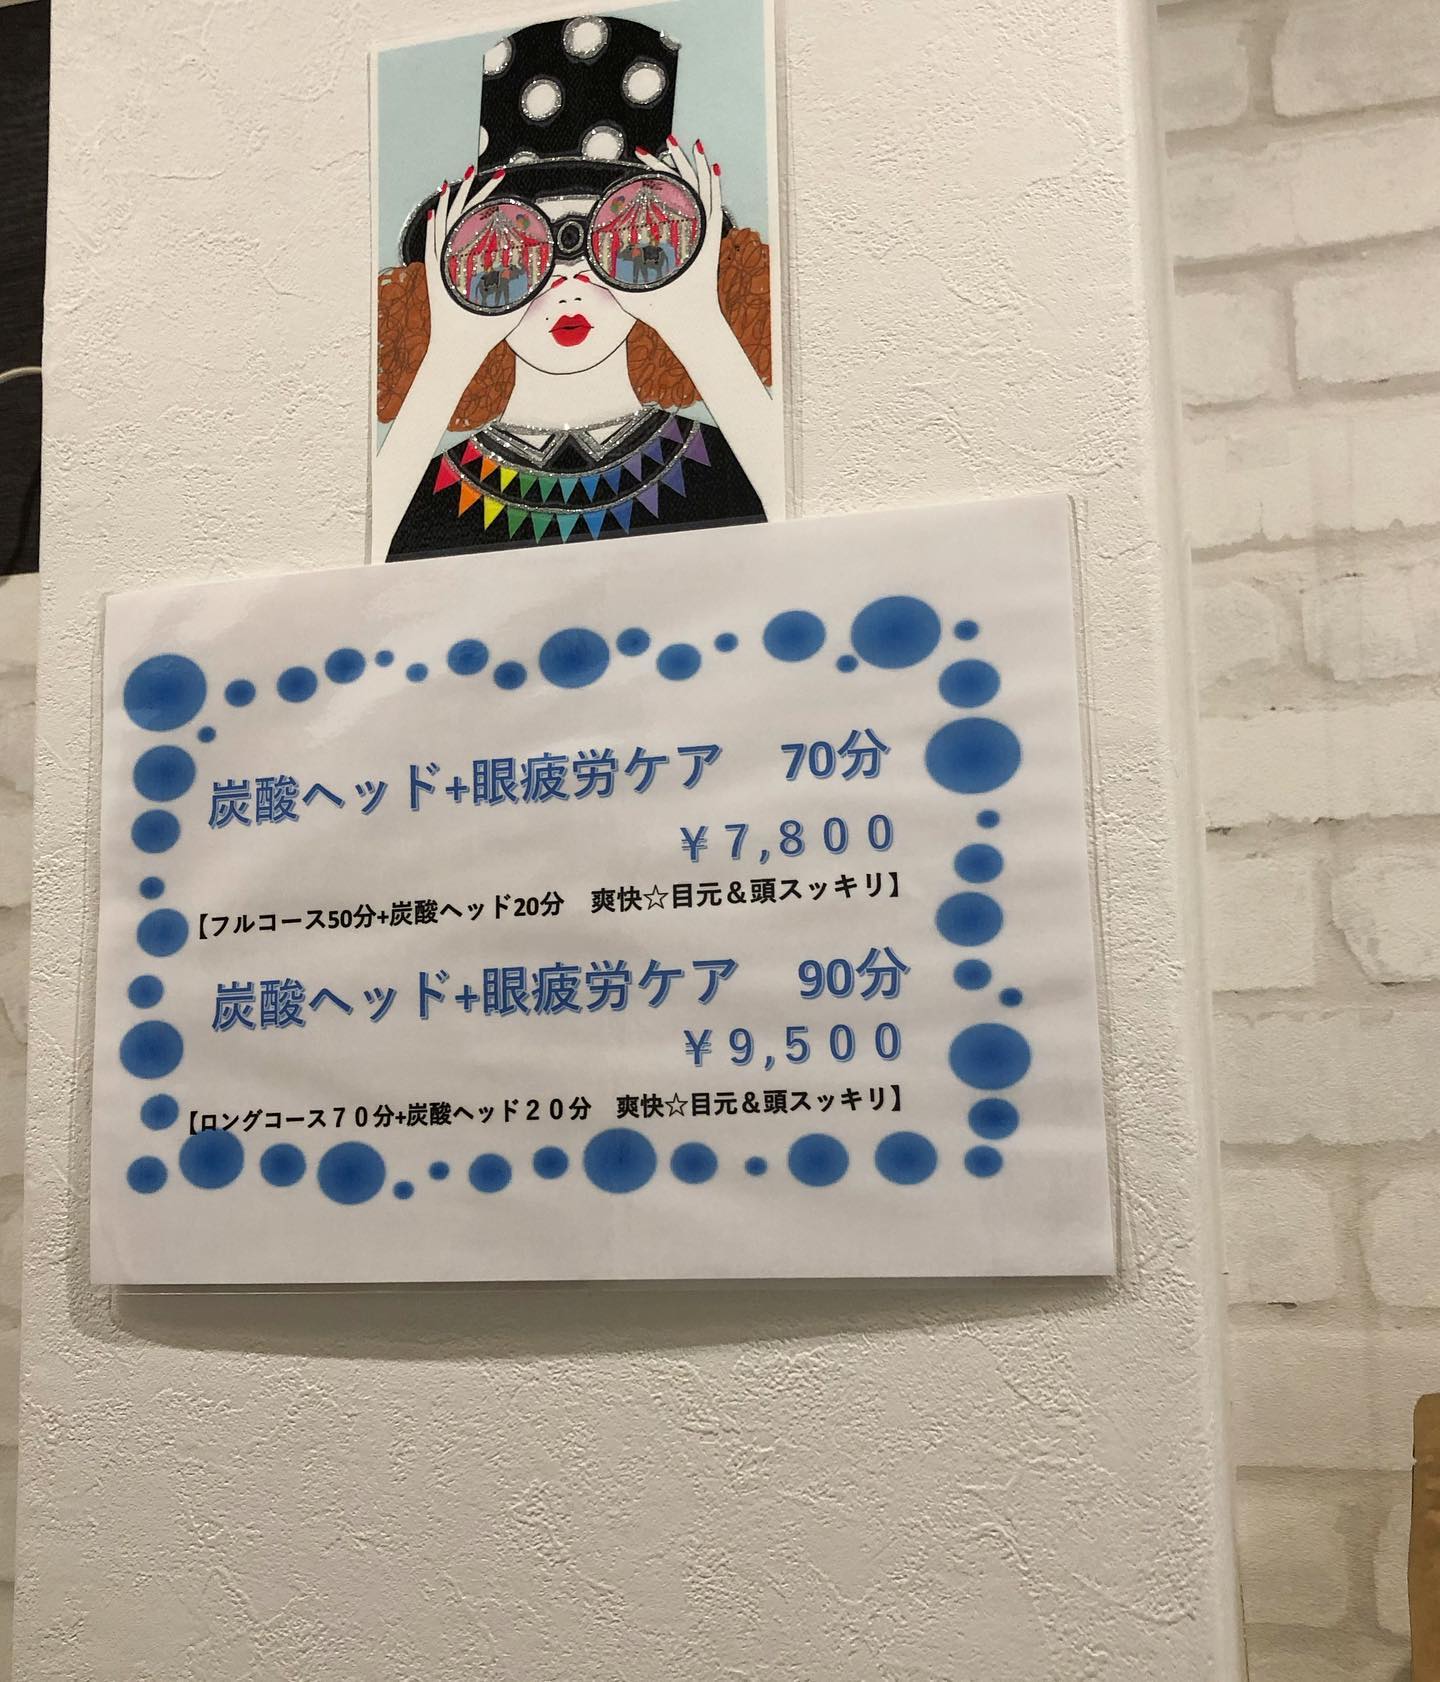 炭酸ヘッド+眼疲労ケア　70分
￥７,８００
【フルコース50分+炭酸ヘッド20分　爽快☆目元＆頭スッキリ】
炭酸ヘッド+眼疲労ケア　90分
￥９,５００
【ロングコース７０分+炭酸ヘッド２０分　爽快☆目元＆頭スッキリ】